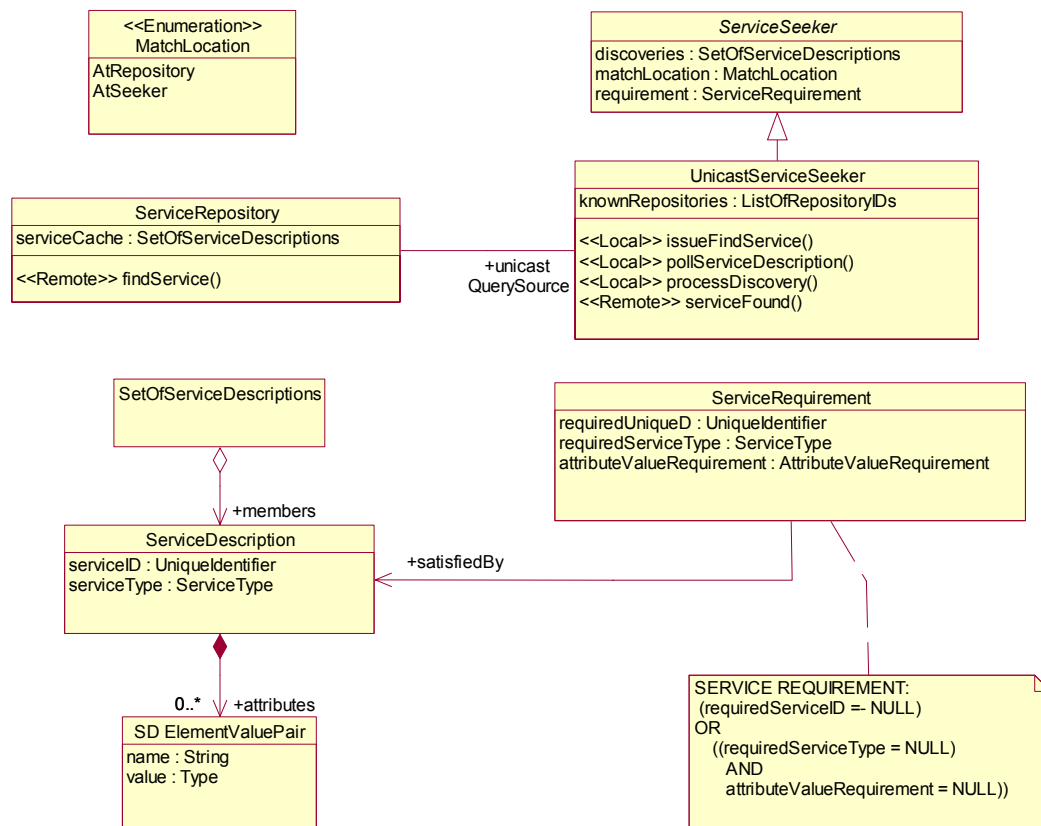 <<Enumeration>>
MatchLocation
AtRepository
AtSeeker
ServiceSeeker
discoveries : SetOfServiceDescriptions
matchLocation : MatchLocation
requirement : ServiceRequirement
ServiceRepository
serviceCache : SetOfServiceDescriptions
<<Remote>> findService()
+unicast
QuerySource
UnicastServiceSeeker
knownRepositories : ListOfRepositoryIDs
<<Local>> issueFindService()
<<Local>> pollServiceDescription()
<<Local>> processDiscovery()
<<Remote>> serviceFound()
SetOfServiceDescriptions
+members
ServiceDescription
serviceID : UniqueIdentifier
serviceType : ServiceType
0..*
+attributes
SD ElementValuePair
name : String
value : Type
ServiceRequirement
requiredUniqueD : UniqueIdentifier
requiredServiceType : ServiceType
attributeValueRequirement : AttributeValueRequirement
+satisfiedBy
SERVICE REQUIREMENT:
(requiredServiceID =- NULL)
OR
((requiredServiceType = NULL)
AND
attributeValueRequirement = NULL))